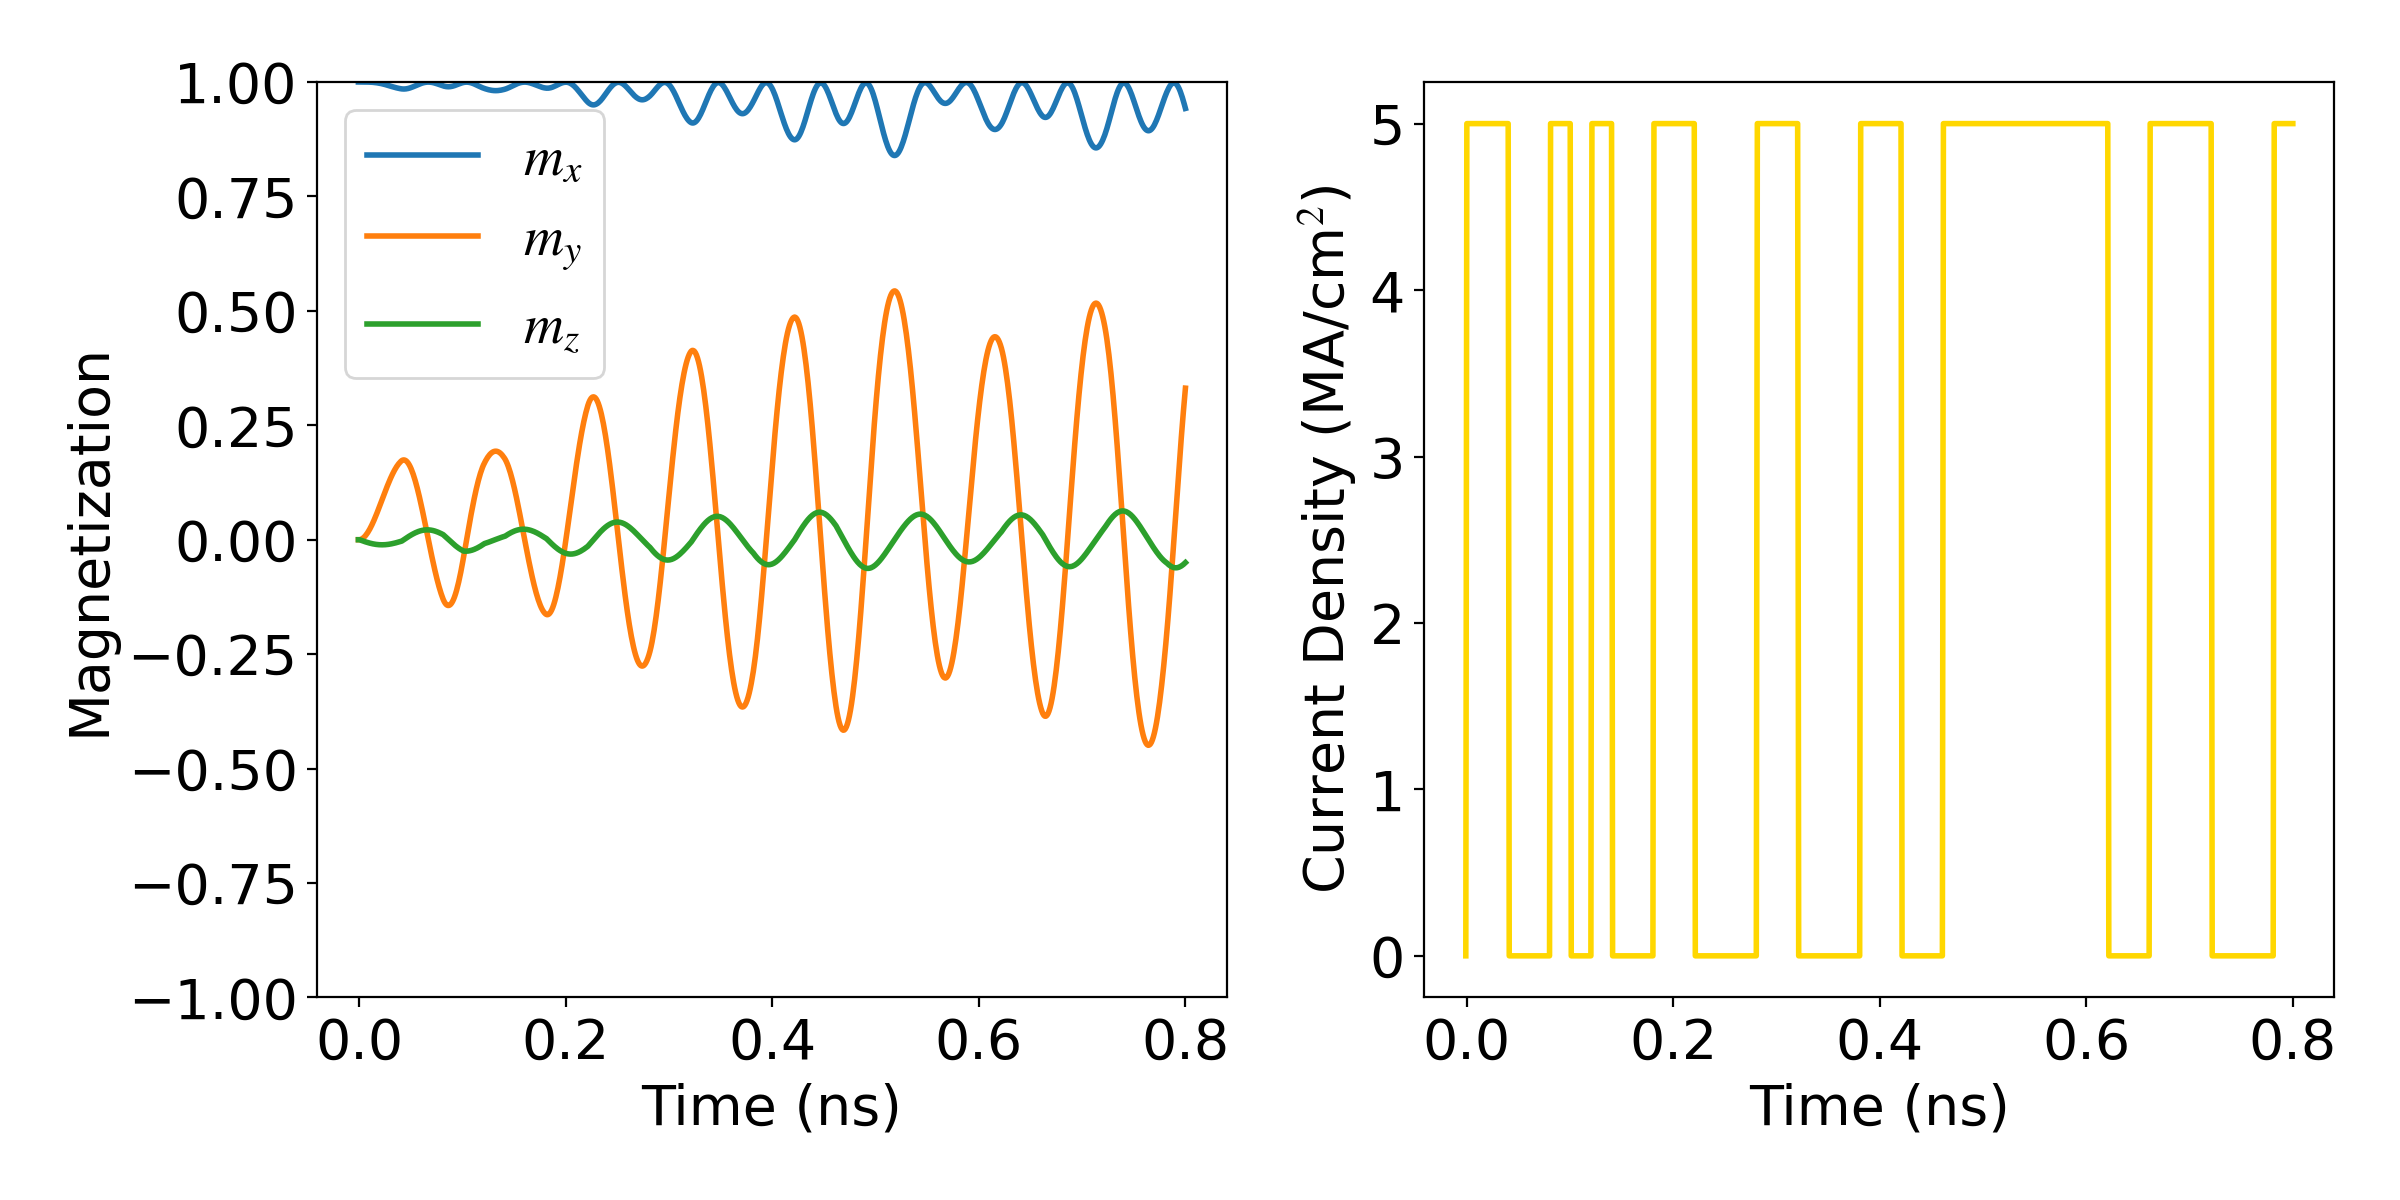 1.00
0.75
0.50
0.25
0.00
−0.25
−0.50
−0.75
−1.00
Magnetization
m_x
m_y
m_z
0.0 0.2 0.4 0.6 0.8
Time (ns)
5
4
3
2
1
0
Current Density (MA/cm²)
0.0 0.2 0.4 0.6 0.8
Time (ns)